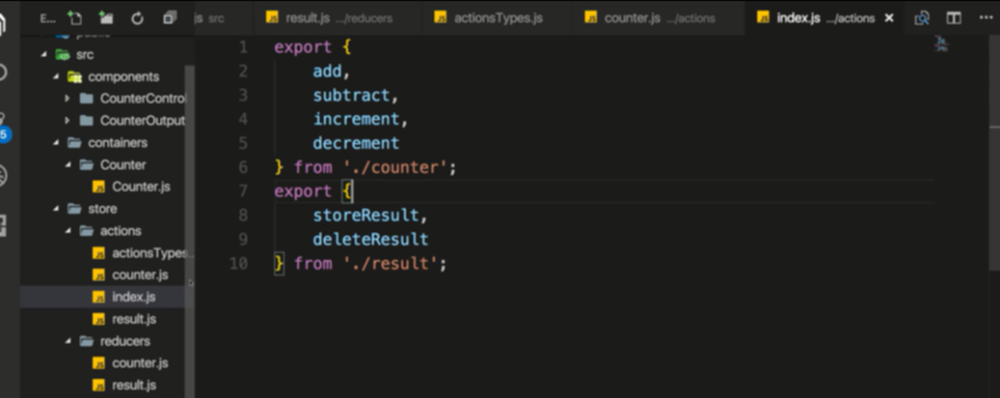 E... js src result.js .../reducers actionsTypes.js counter.js .../actions index.js .../actions
public
src
components
CounterControl
CounterOutput
containers
Counter
Counter.js
store
actions
actionsTypes...
counter.js
index.js
result.js
reducers
counter.js
result.js
5
1 export {
2 add,
3 subtract,
4 increment,
5 decrement
6 } from './counter';
7 export {
8 storeResult,
9 deleteResult
10 } from './result';